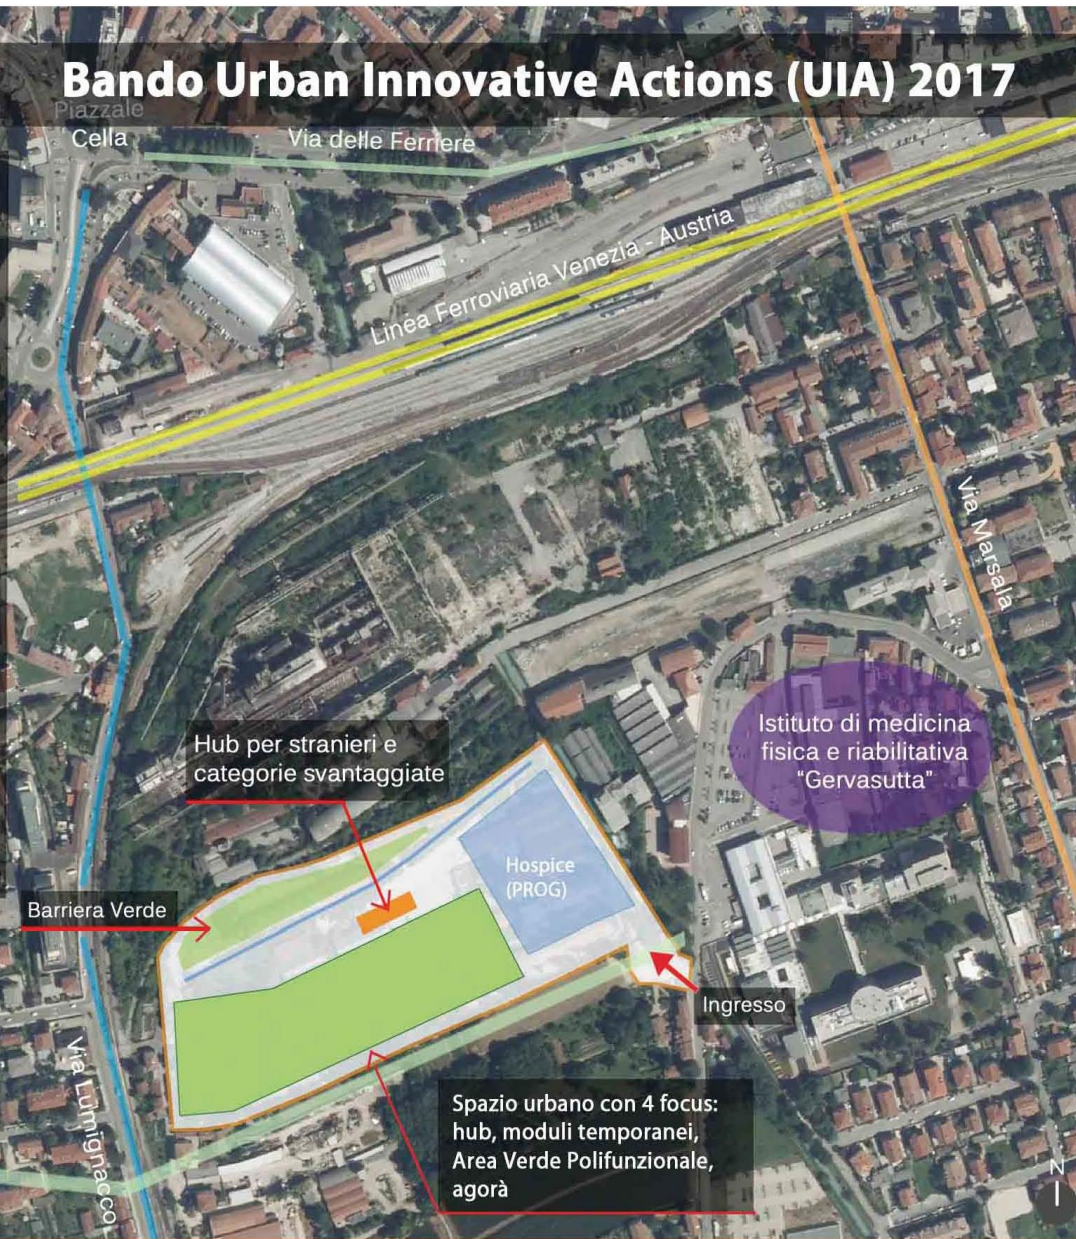 Bando Urban Innovative Actions (UIA) 2017
Piazzale
Cella
Via delle Ferriere
Linea Ferroviaria Venezia - Austria
Via Marsala
Istituto di medicina
fisica e riabilitativa
“Gervasutta”
Hub per stranieri e
categorie svantaggiate
Hospice
(PROG)
Barriera Verde
Ingresso
Via Lumignacco
Spazio urbano con 4 focus:
hub, moduli temporanei,
Area Verde Polifunzionale,
agorà
N